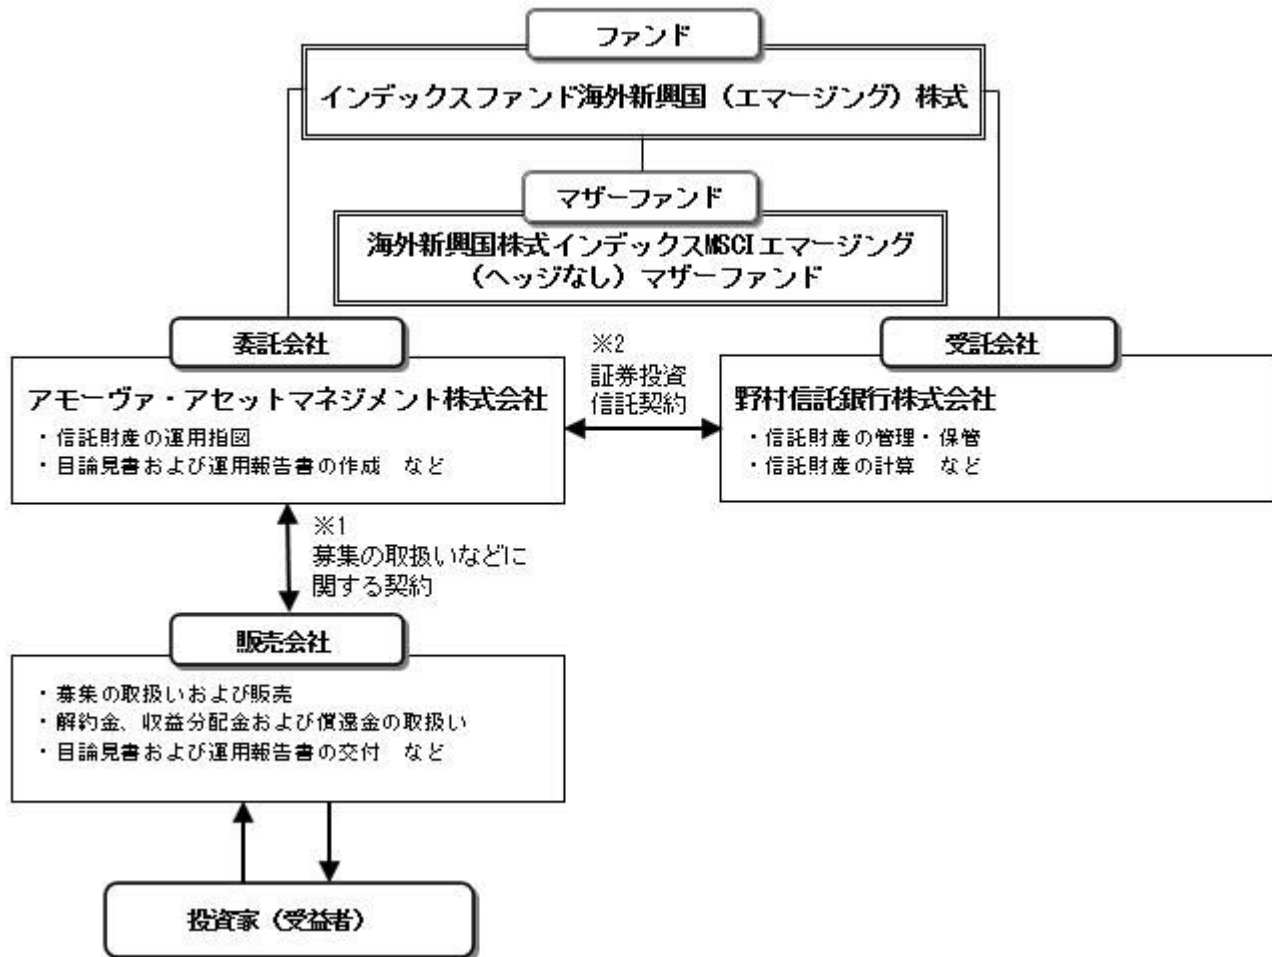 ファンド
インデックスファンド海外新興国（エマージング）株式
マザーファンド
海外新興国株式インデックスMSCIエマージング
（ヘッジなし）マザーファンド
委託会社
アモーヴァ・アセットマネジメント株式会社
・信託財産の運用指図
・目論見書および運用報告書の作成　など
※2
証券投資
信託契約
受託会社
野村信託銀行株式会社
・信託財産の管理・保管
・信託財産の計算　など
※1
募集の取扱いなどに
関する契約
販売会社
・募集の取扱いおよび販売
・解約金、収益分配金および償還金の取扱い
・目論見書および運用報告書の交付　など
投資家（受益者）